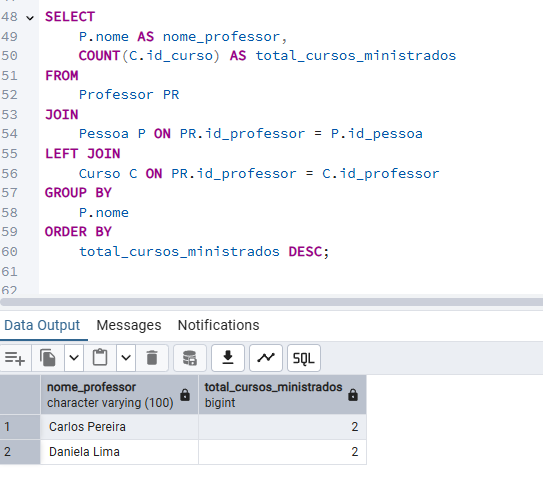 48 SELECT
49 P.nome AS nome_professor,
50 COUNT(C.id_curso) AS total_cursos_ministrados
51 FROM
52 Professor PR
53 JOIN
54 Pessoa P ON PR.id_professor = P.id_pessoa
55 LEFT JOIN
56 Curso C ON PR.id_professor = C.id_professor
57 GROUP BY
58 P.nome
59 ORDER BY
60 total_cursos_ministrados DESC;
61
62
Data Output Messages Notifications
SQL
nome_professor total_cursos_ministrados
character varying (100) bigint
1 Carlos Pereira 2
2 Daniela Lima 2